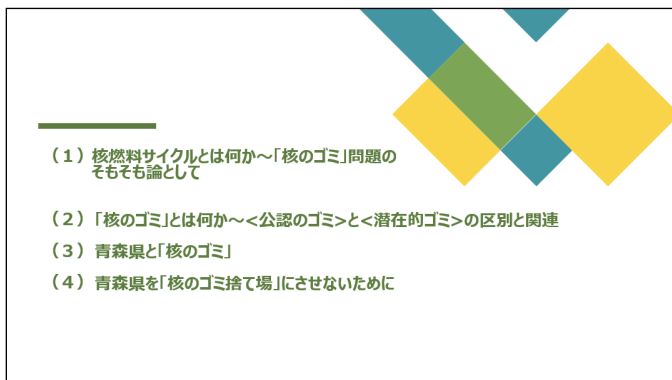 （１）核燃料サイクルとは何か～「核のゴミ」問題の
そもそも論として
（２）「核のゴミ」とは何か～<公認のゴミ>と<潜在的ゴミ>の区別と関連
（３）青森県と「核のゴミ」
（４）青森県を「核のゴミ捨て場」にさせないために